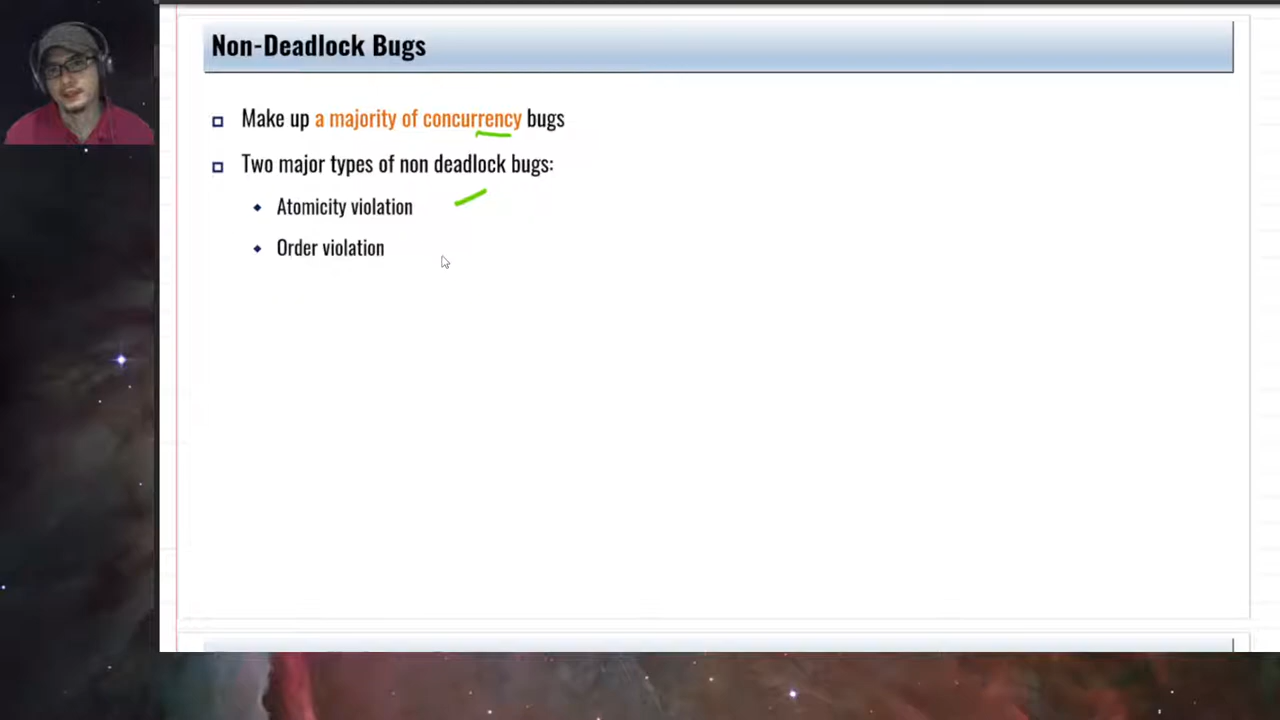 Non-Deadlock Bugs
Make up a majority of concurrency bugs
Two major types of non deadlock bugs:
Atomicity violation
Order violation